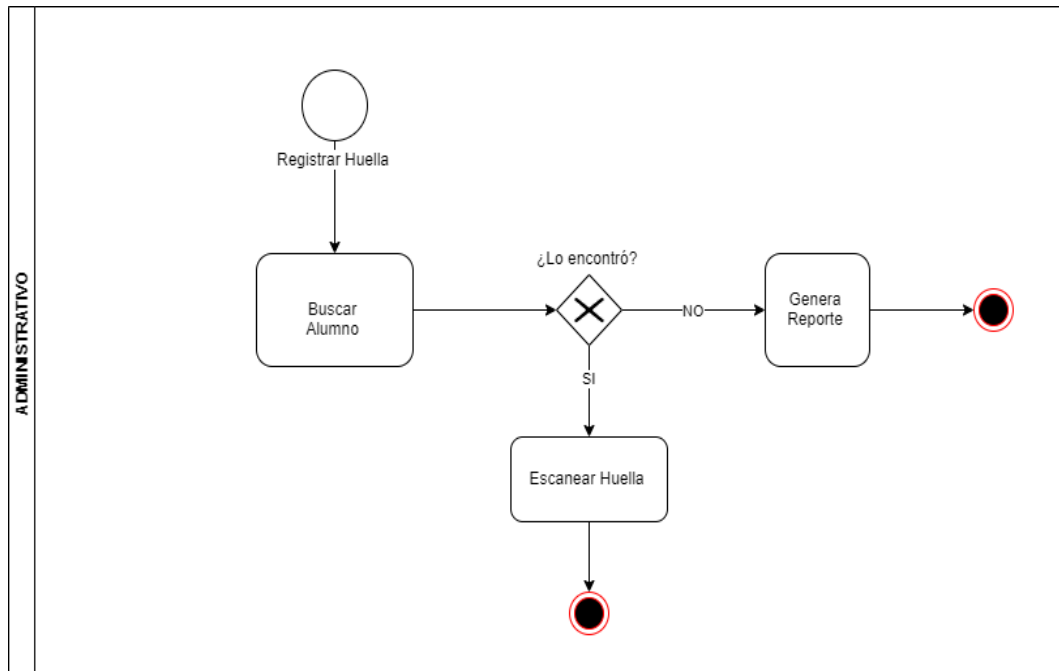 ADMINISTRATIVO
Registrar Huella
Buscar
Alumno
¿Lo encontró?
NO
Genera
Reporte
SI
Escanear Huella